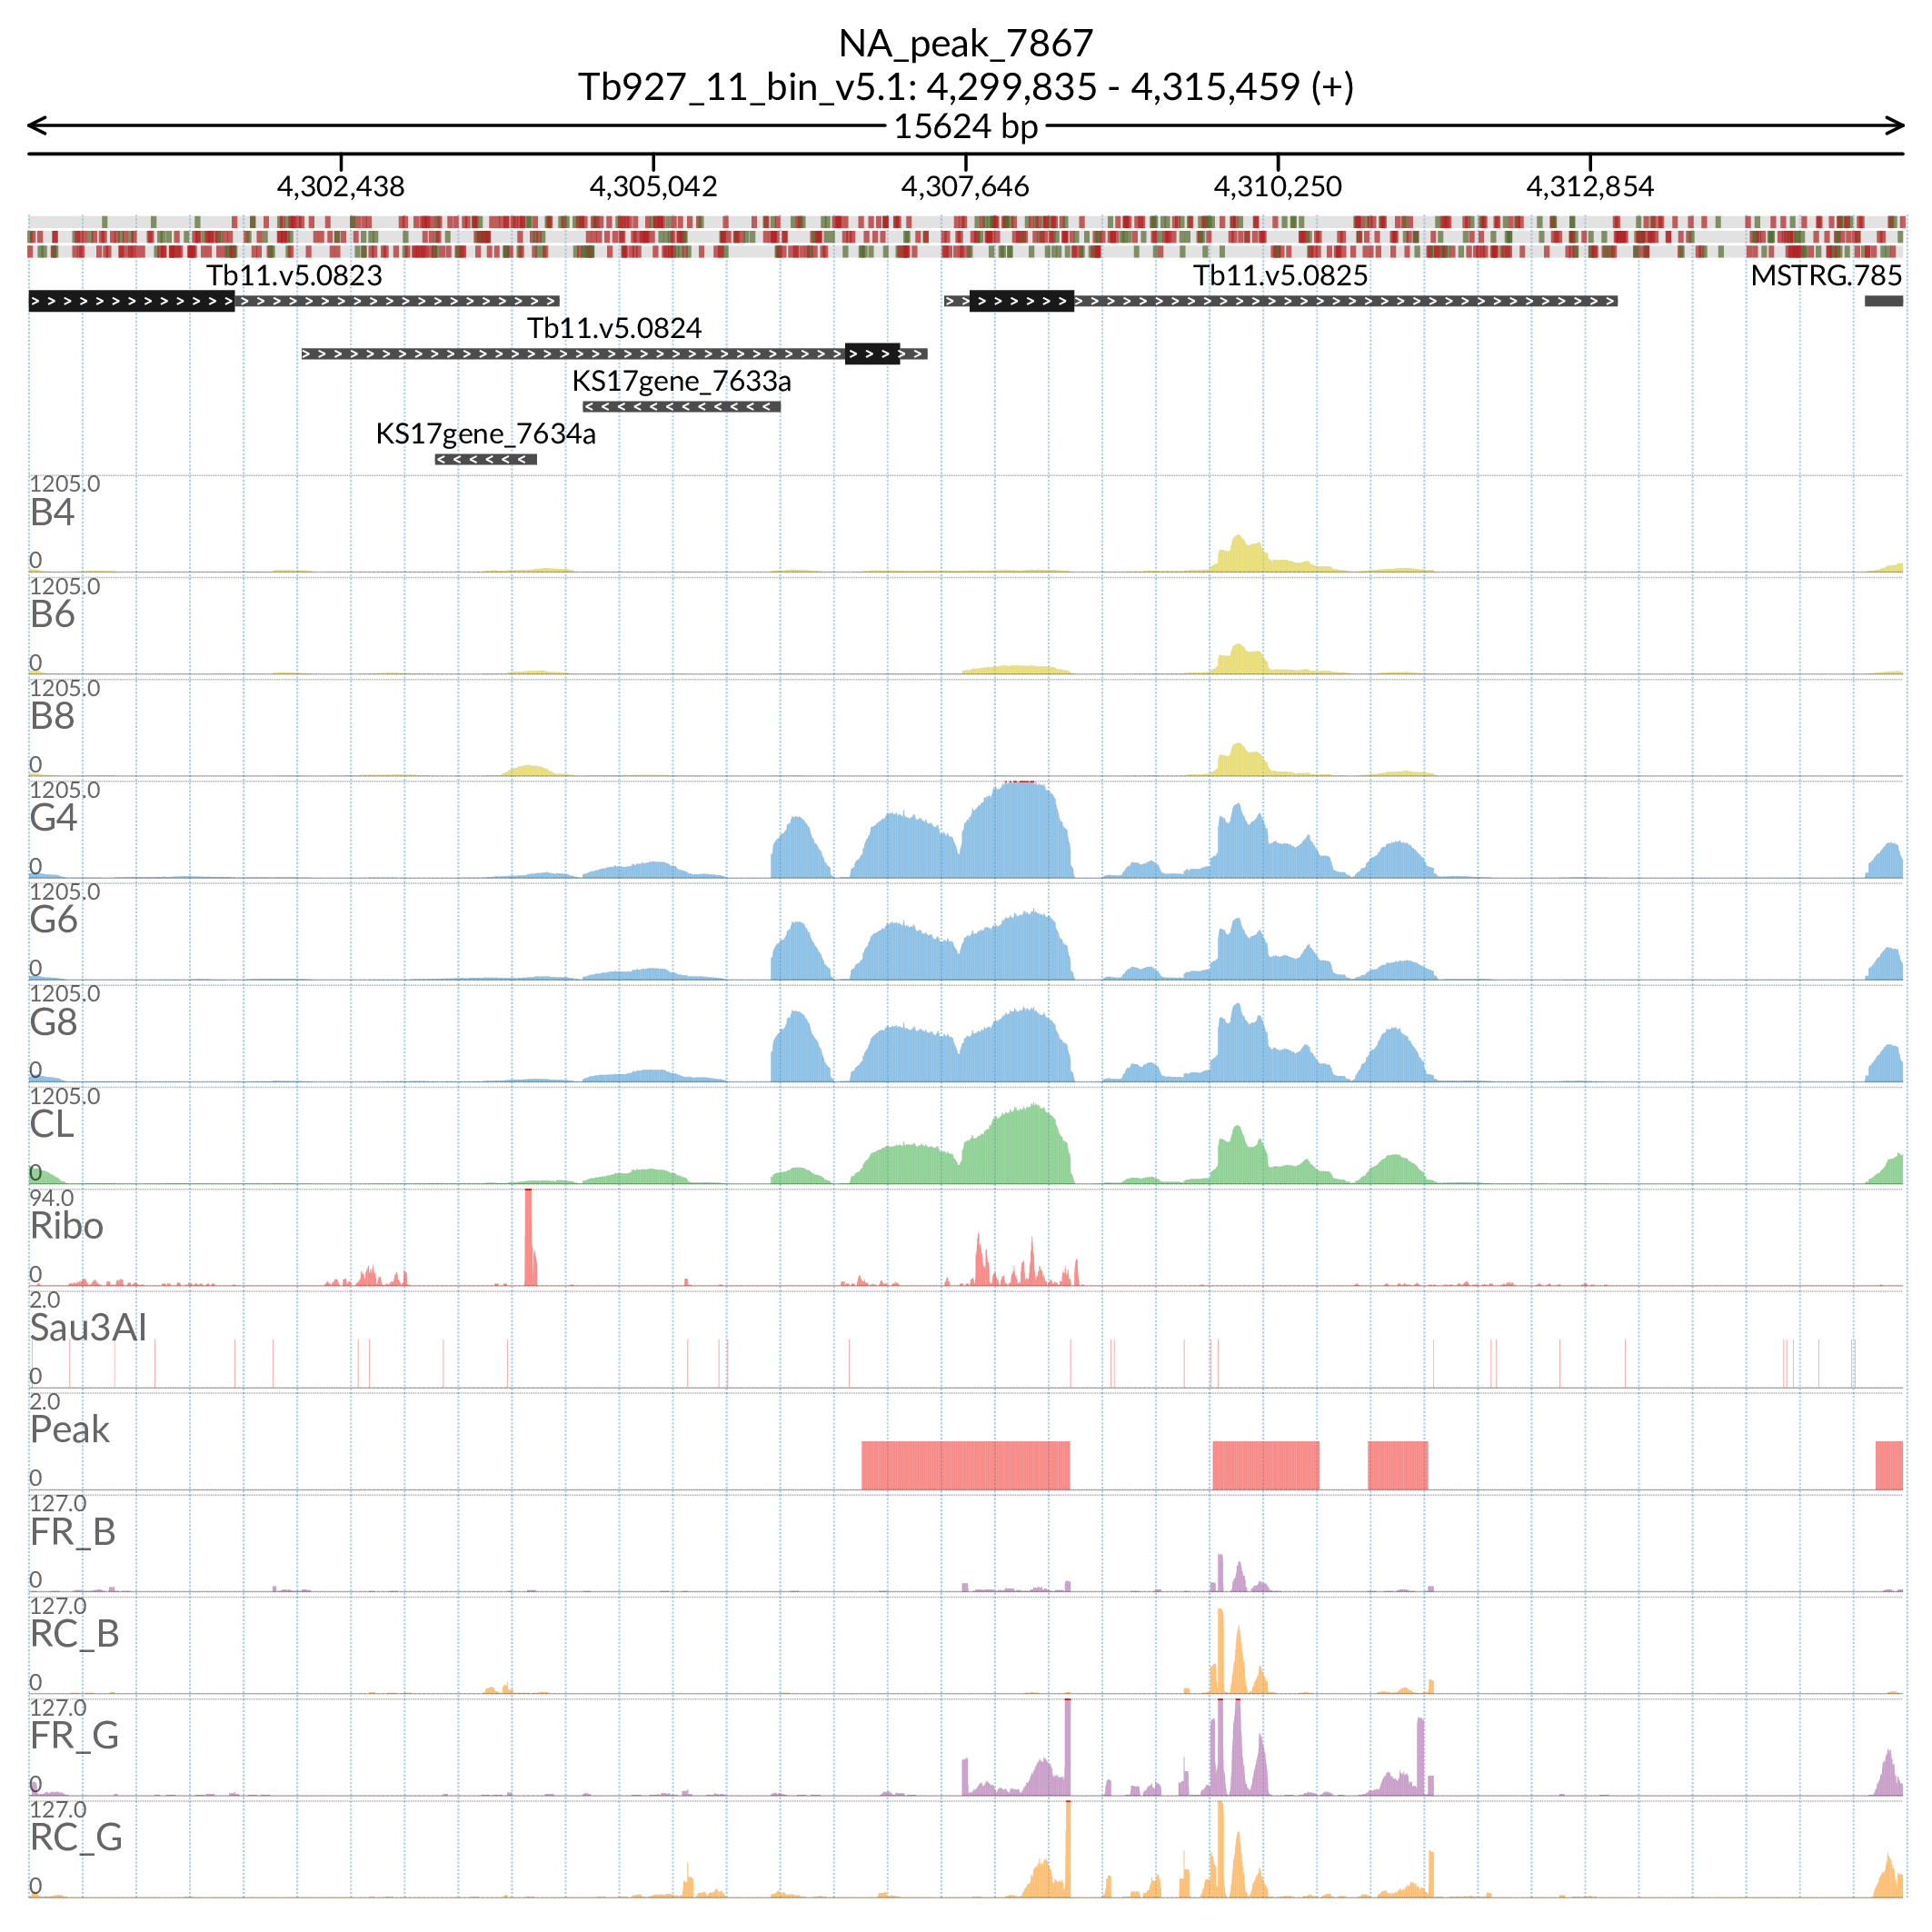 NA_peak_7867
Tb927_11_bin_v5.1: 4,299,835 - 4,315,459 (+)
15624 bp
4,302,438 4,305,042 4,307,646 4,310,250 4,312,854
Tb11.v5.0823 Tb11.v5.0825 MSTRG.785
Tb11.v5.0824
KS17gene_7633a
KS17gene_7634a
1205.0
B4
0
1205.0
B6
0
1205.0
B8
0
1205.0
G4
0
1205.0
G6
0
1205.0
G8
0
1205.0
CL
0
94.0
Ribo
0
2.0
Sau3AI
0
2.0
Peak
0
127.0
FR_B
0
127.0
RC_B
0
127.0
FR_G
0
127.0
RC_G
0